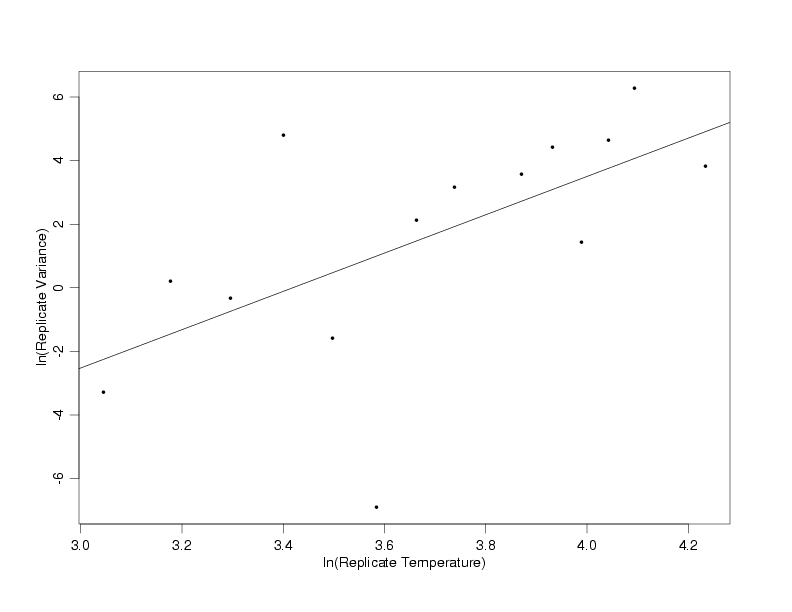 6
4
2
0
-2
-4
-6
ln(Replicate Variance)
3.0 3.2 3.4 3.6 3.8 4.0 4.2
ln(Replicate Temperature)